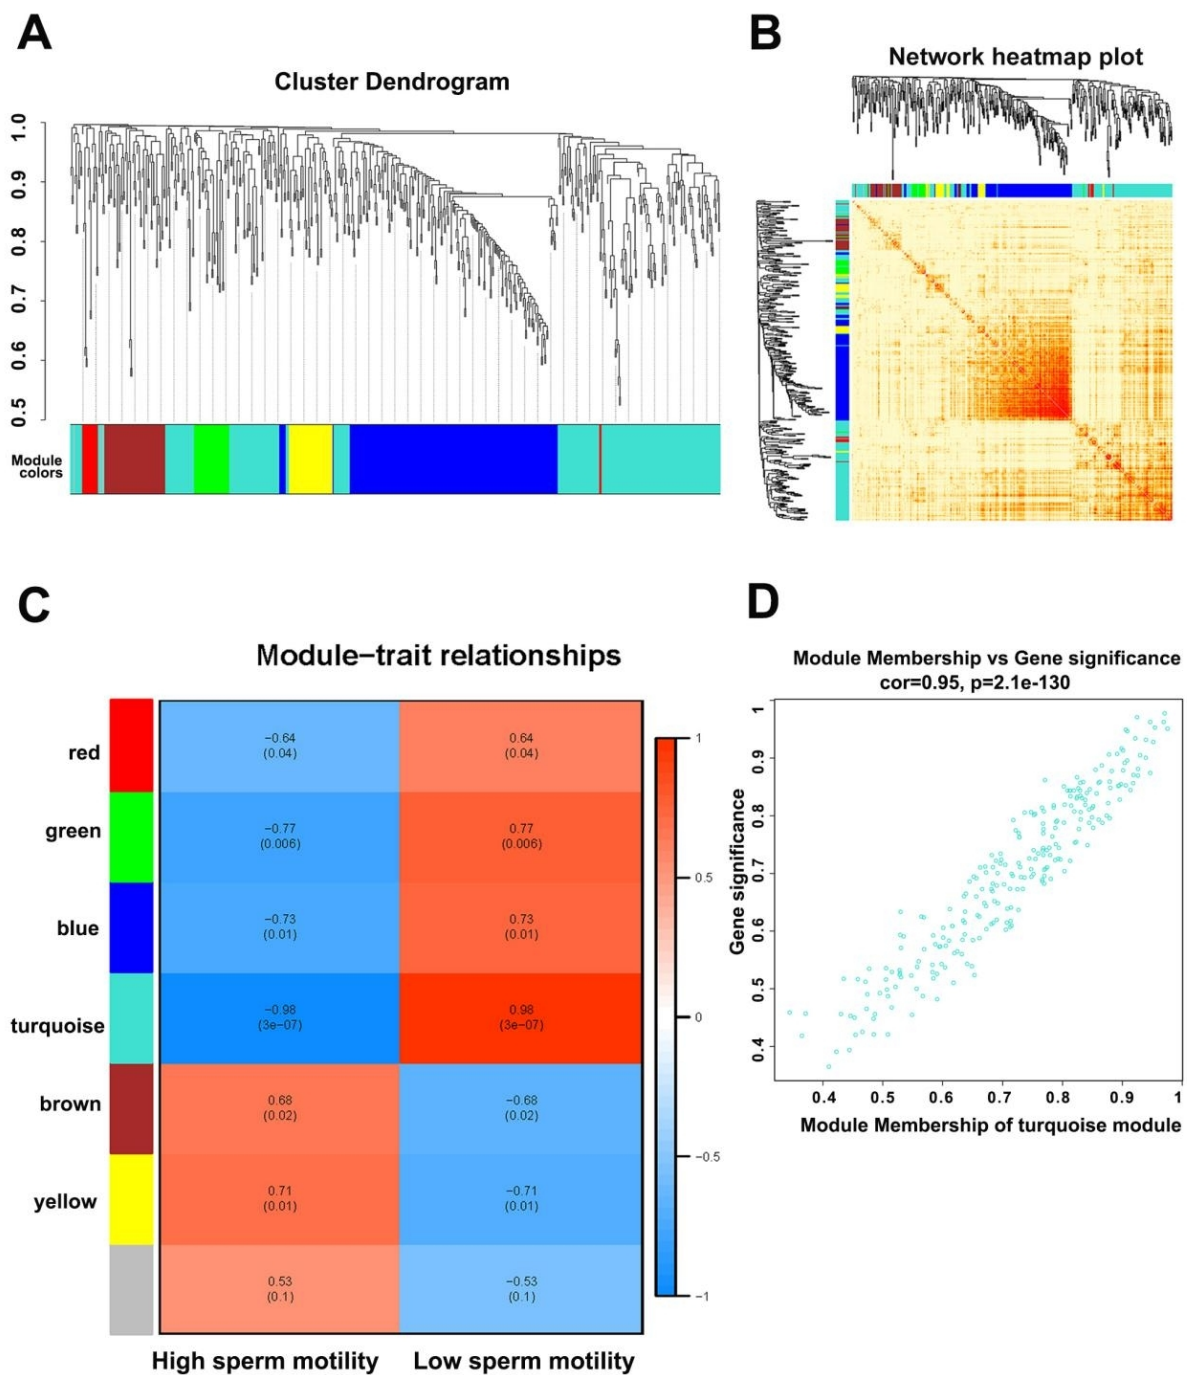 A
Cluster Dendrogram
1.0
0.9
0.8
0.7
0.6
0.5
Module
colors
B
Network heatmap plot
C
Module−trait relationships
red
−0.64
(0.04)
0.64
(0.04)
green
−0.77
(0.006)
0.77
(0.006)
blue
−0.73
(0.01)
0.73
(0.01)
turquoise
−0.98
(3e−07)
0.98
(3e−07)
brown
0.68
(0.02)
−0.68
(0.02)
yellow
0.71
(0.01)
−0.71
(0.01)
0.53
(0.1)
−0.53
(0.1)
High sperm motility
Low sperm motility
1
0.5
0
−0.5
−1
D
Module Membership vs Gene significance
cor=0.95, p=2.1e-130
Gene significance
1
0.9
0.8
0.7
0.6
0.5
0.4
0.4 0.5 0.6 0.7 0.8 0.9 1
Module Membership of turquoise module